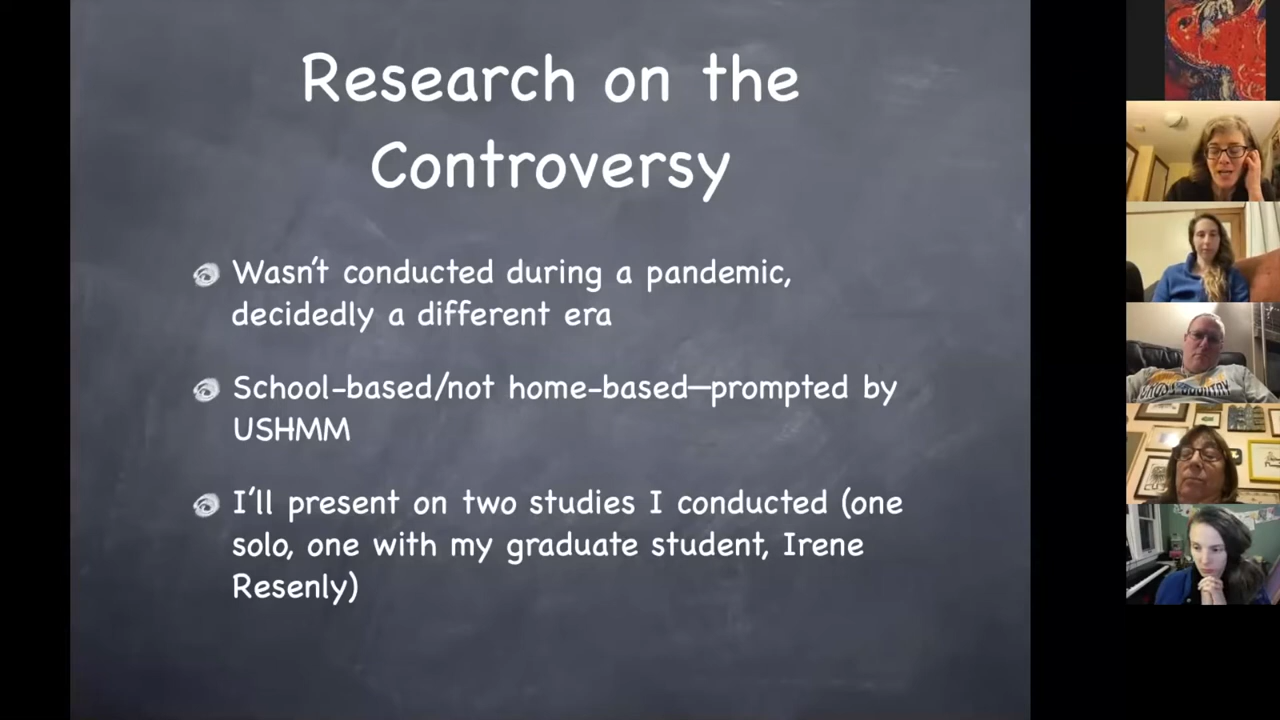 Research on the
Controversy
Wasn't conducted during a pandemic,
decidedly a different era
School-based/not home-based—prompted by
USHMM
I'll present on two studies I conducted (one
solo, one with my graduate student, Irene
Resenly)